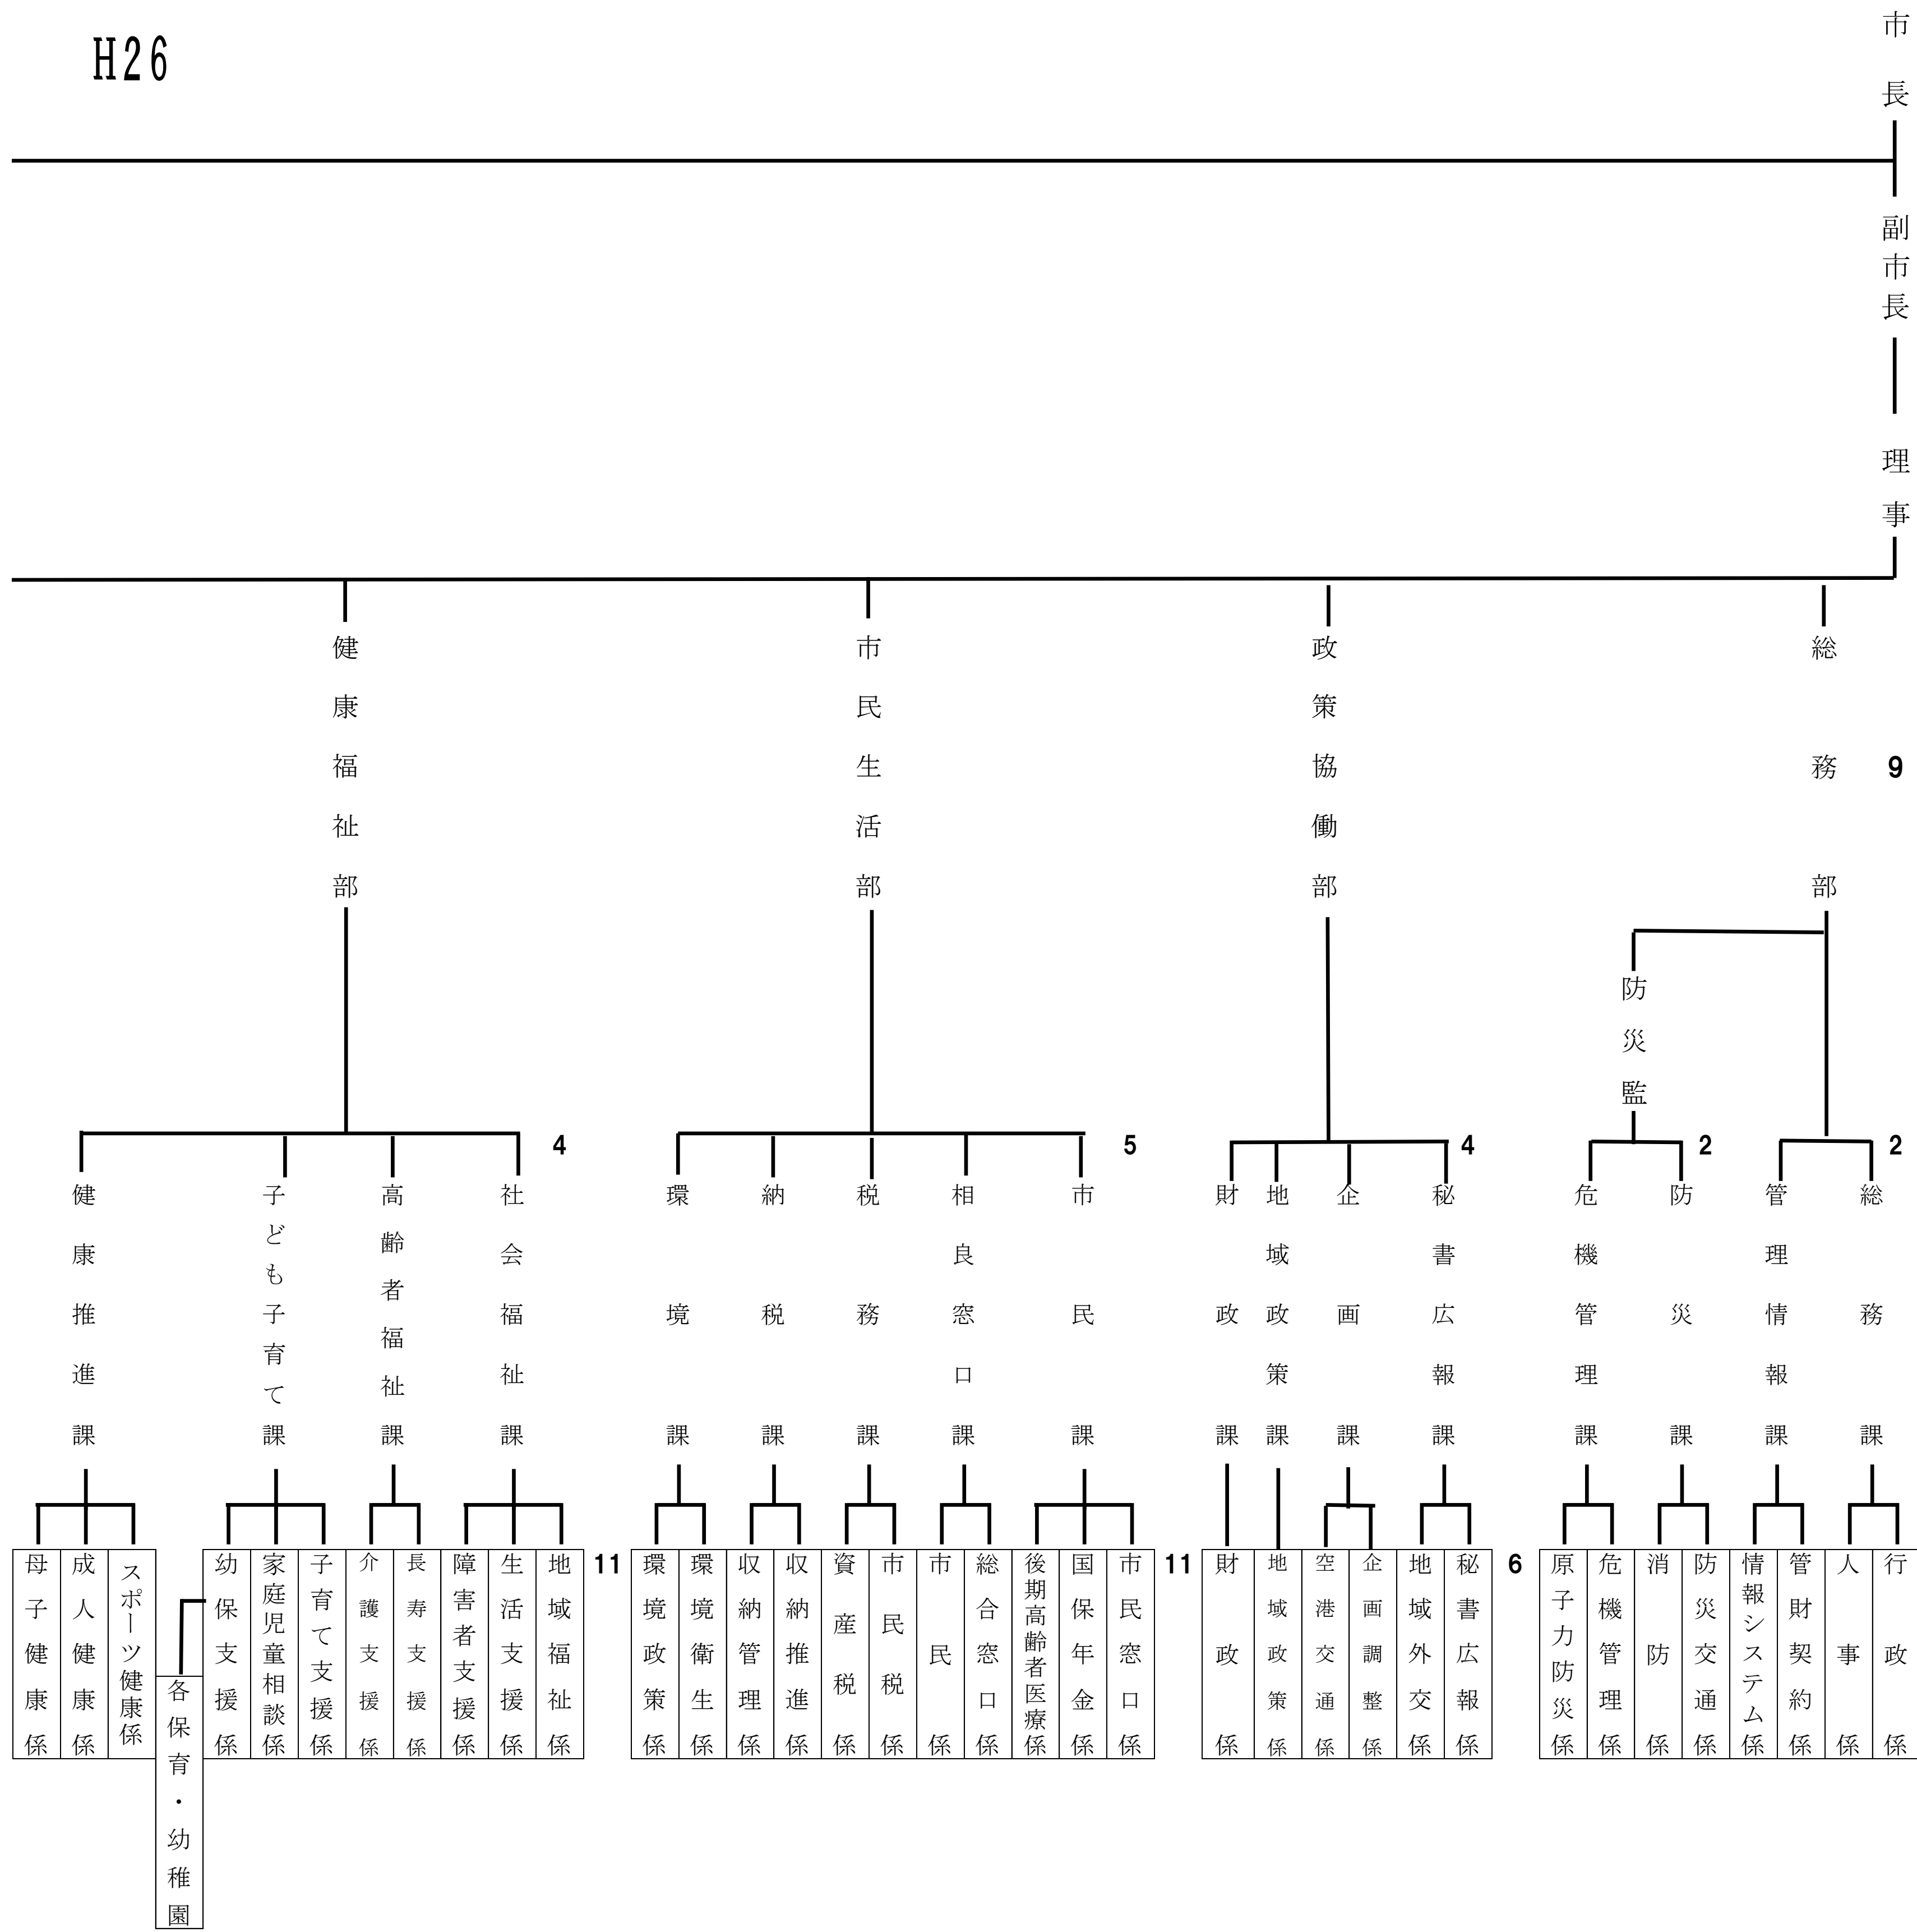 H26
市長
副市長
理事
総務部
9
政策協働部
市民生活部
健康福祉部
防災監
2
2
4
5
4
総務課
管理情報課
防災課
危機管理課
秘書広報課
企画課
地域政策課
財政課
市民課
相良窓口課
税務課
納税課
環境課
社会福祉課
高齢者福祉課
子ども子育て課
健康推進課
行政係
人事係
管財契約係
情報システム係
防災交通係
消防係
危機管理係
原子力防災係
6
秘書広報係
地域外交係
企画調整係
空港交通係
地域政策係
財政係
11
市民窓口係
国保年金係
後期高齢者医療係
総合窓口係
市民係
市民税係
資産税係
収納推進係
収納管理係
環境衛生係
環境政策係
11
地域福祉係
生活支援係
障害者支援係
長寿支援係
介護支援係
子育て支援係
家庭児童相談係
幼保支援係
各保育・幼稚園
スポーツ健康係
成人健康係
母子健康係